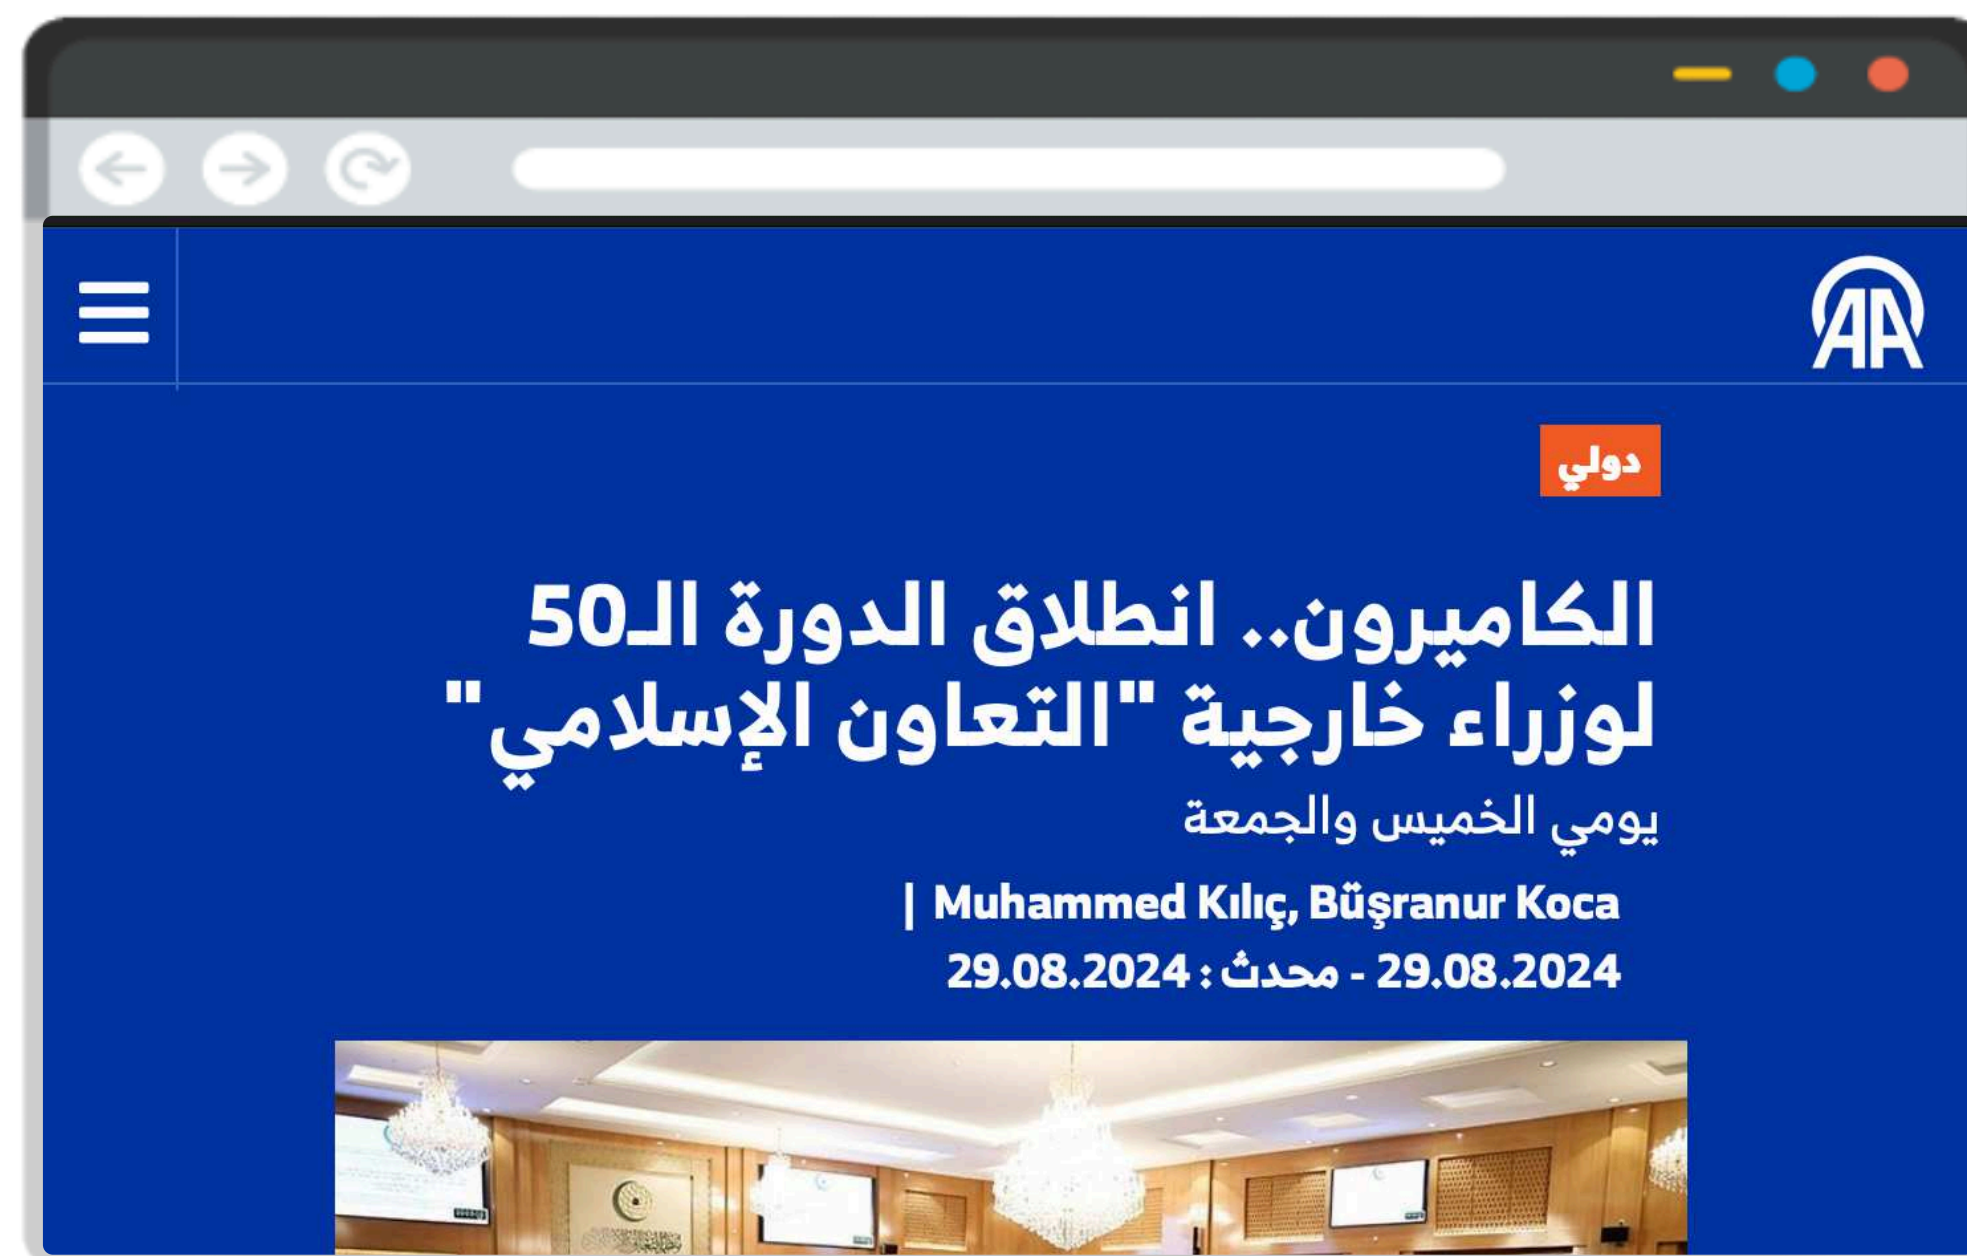 AA
دولي
الكاميرون.. انطلاق الدورة الـ50
لوزراء خارجية "التعاون الإسلامي"
يومي الخميس والجمعة
Muhammed Kılıç, Büşranur Koca |
29.08.2024 - محدث : 29.08.2024